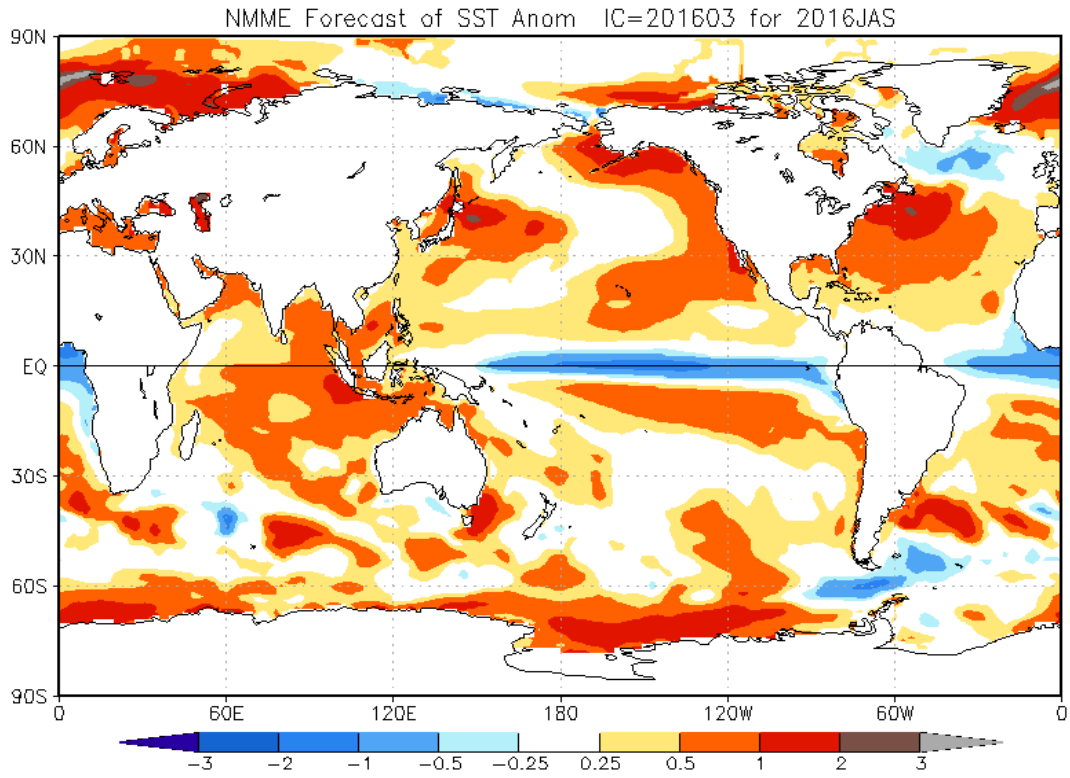 NMME Forecast of SST Anom IC=201603 for 2016JAS
90N
60N
30N
EQ
30S
60S
90S
0 60E 120E 180 120W 60W 0
-3 -2 -1 -0.5 -0.25 0.25 0.5 1 2 3